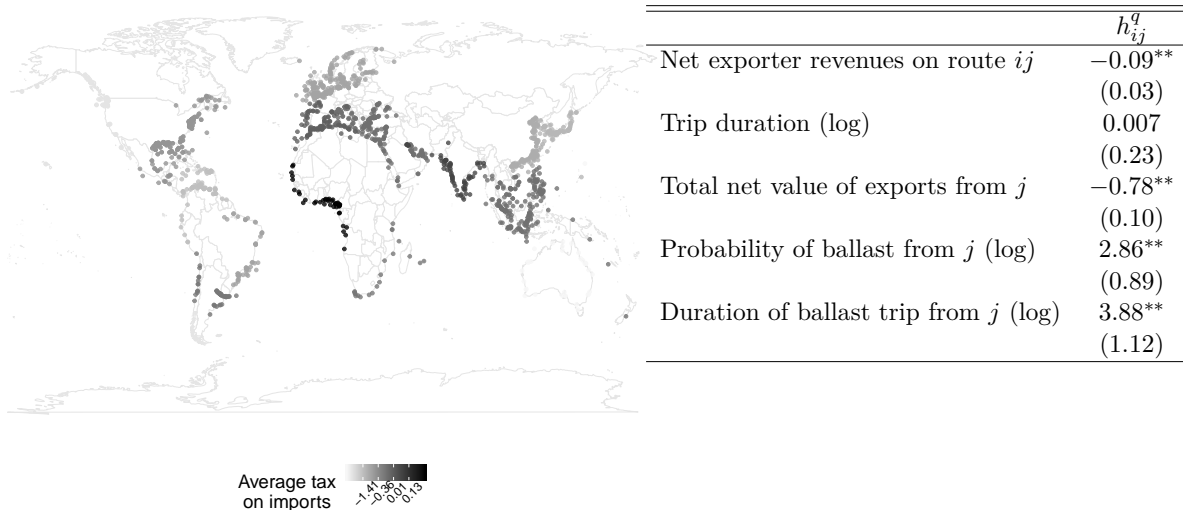 Average tax
on imports
−1.41
−0.36
0.01
0.13
h^q_{ij}
Net exporter revenues on route ij −0.09**
(0.03)
Trip duration (log) 0.007
(0.23)
Total net value of exports from j −0.78**
(0.10)
Probability of ballast from j (log) 2.86**
(0.89)
Duration of ballast trip from j (log) 3.88**
(1.12)